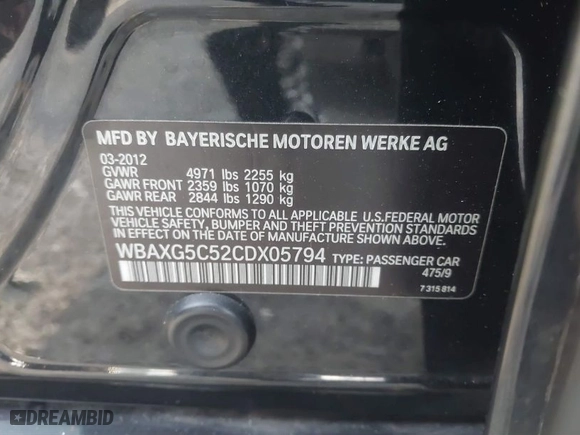 MFD BY BAYERISCHE MOTOREN WERKE AG
03-2012
GVWR 4971 lbs 2255 kg
GAWR FRONT 2359 lbs 1070 kg
GAWR REAR 2844 lbs 1290 kg
THIS VEHICLE CONFORMS TO ALL APPLICABLE U.S.FEDERAL MOTOR
VEHICLE SAFETY, BUMPER AND THEFT PREVENTION STANDARDS
IN EFFECT ON THE DATE OF MANUFACTURE SHOWN ABOVE.
WBAXG5C52CDX05794 TYPE: PASSENGER CAR
475/9
7 315 814
DREAMBID